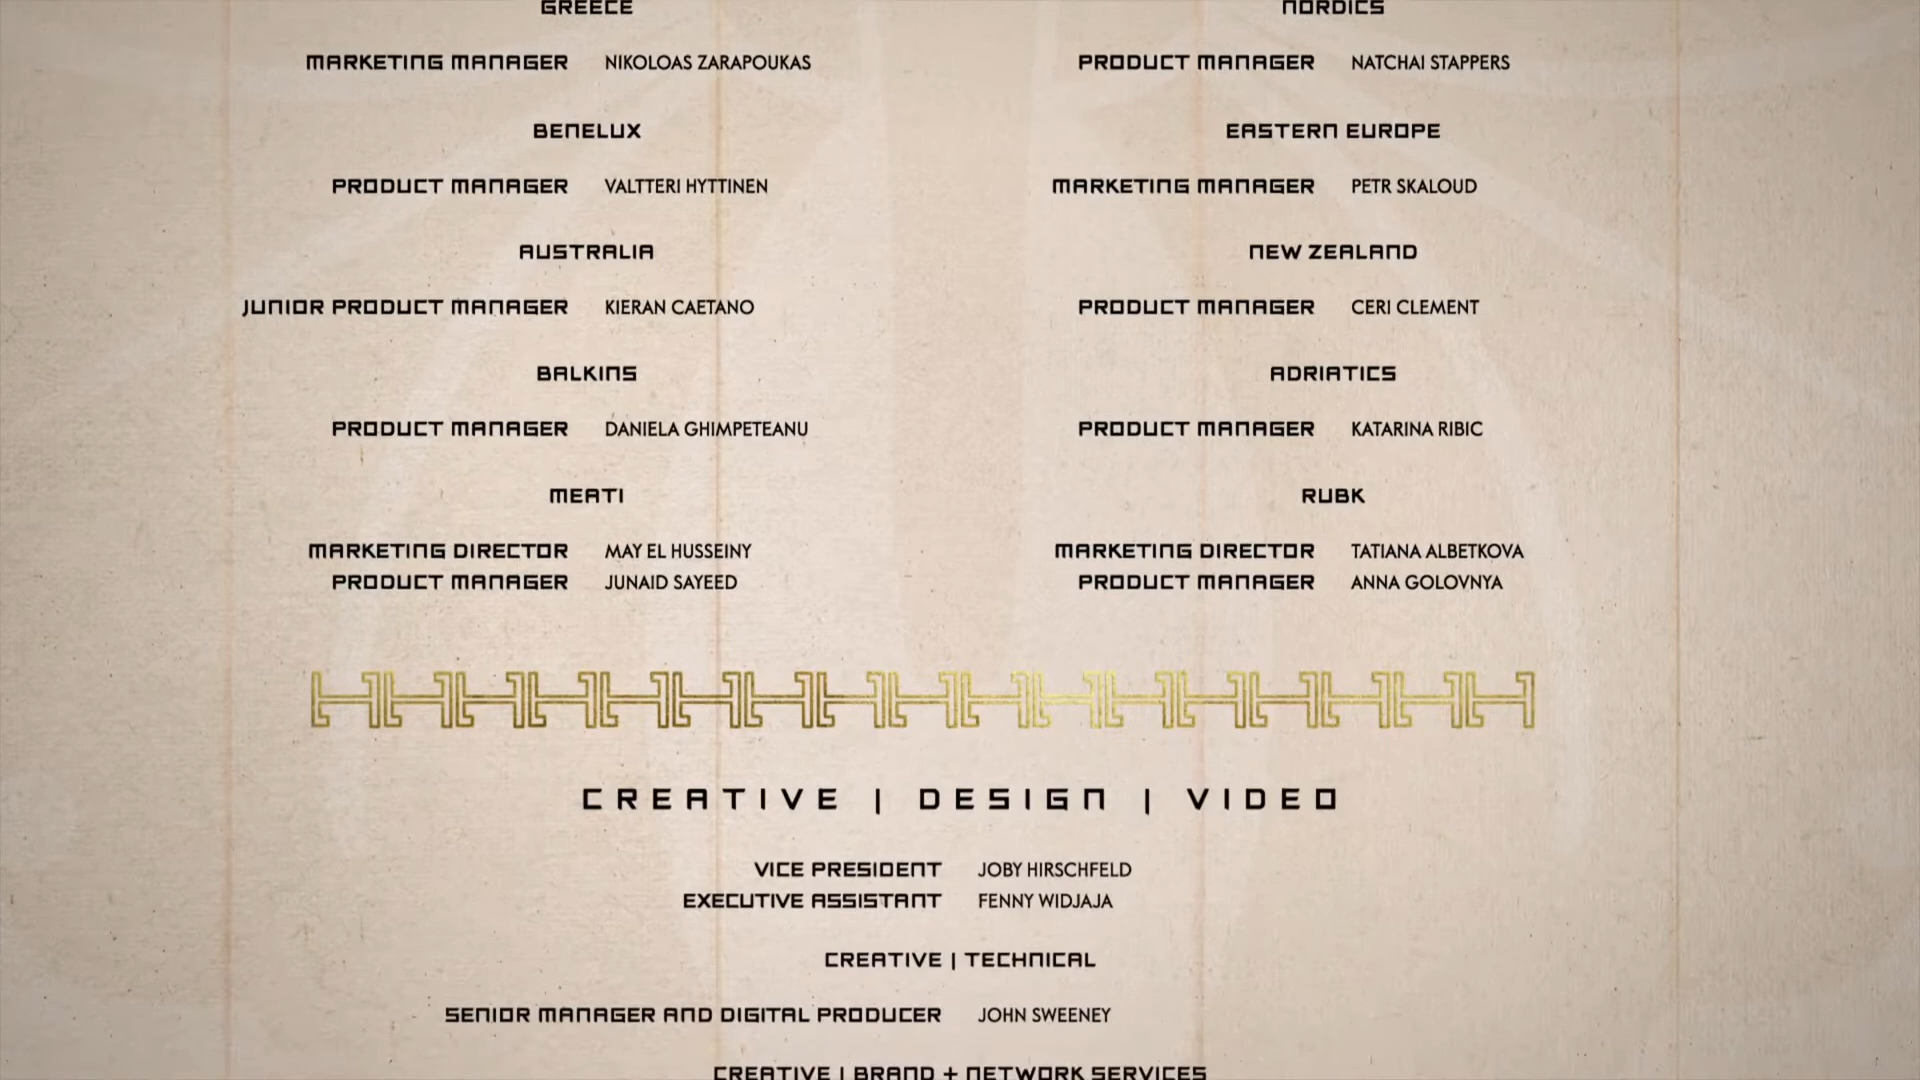 GREECE
MARKETING MANAGER NIKOLOAS ZARAPOUKAS
BENELUX
PRODUCT MANAGER VALTTERI HYTTINEN
AUSTRALIA
JUNIOR PRODUCT MANAGER KIERAN CAETANO
BALKINS
PRODUCT MANAGER DANIELA GHIMPETEANU
MEATI
MARKETING DIRECTOR MAY EL HUSSEINY
PRODUCT MANAGER JUNAID SAYEED
NORDICS
PRODUCT MANAGER NATCHAI STAPPERS
EASTERN EUROPE
MARKETING MANAGER PETR SKALOUD
NEW ZEALAND
PRODUCT MANAGER CERI CLEMENT
ADRIATICS
PRODUCT MANAGER KATARINA RIBIC
RUBK
MARKETING DIRECTOR TATIANA ALBETKOVA
PRODUCT MANAGER ANNA GOLOVNYA
CREATIVE | DESIGN | VIDEO
VICE PRESIDENT JOBY HIRSCHFELD
EXECUTIVE ASSISTANT FENNY WIDJAJA
CREATIVE | TECHNICAL
SENIOR MANAGER AND DIGITAL PRODUCER JOHN SWEENEY
CREATIVE | BRAND + NETWORK SERVICES